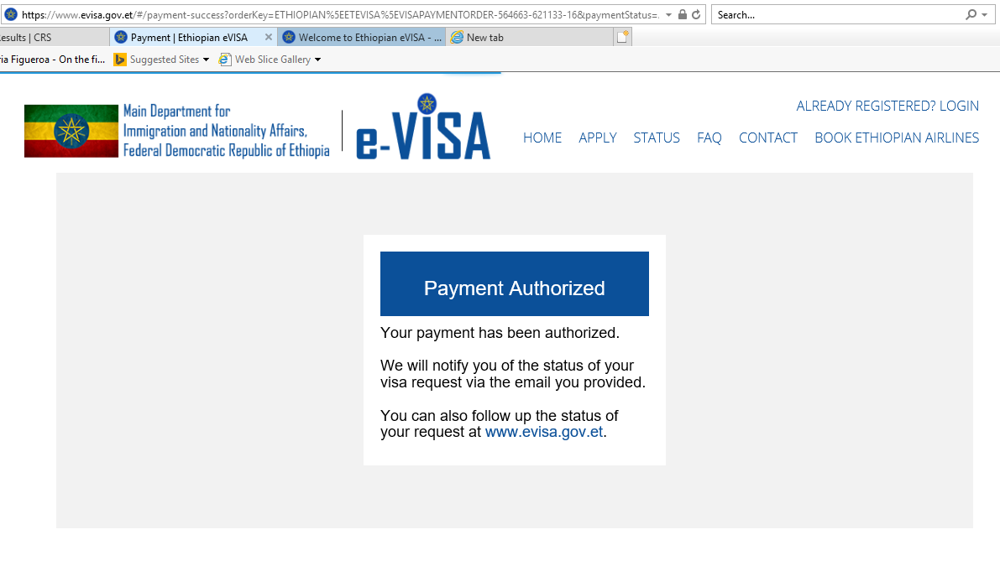 https://www.evisa.gov.et/#/payment-success?orderKey=ETHIOPIAN%5EETEVISA%5EVISAPAYMENTORDER-564663-621133-16&paymentStatus=.
Search...
esults | CRS
Payment | Ethiopian eVISA
Welcome to Ethiopian eVISA - ...
New tab
ia Figueroa - On the fi...
Suggested Sites
Web Slice Gallery
Main Department for
Immigration and Nationality Affairs,
Federal Democratic Republic of Ethiopia
e-ViSA
ALREADY REGISTERED? LOGIN
HOME APPLY STATUS FAQ CONTACT BOOK ETHIOPIAN AIRLINES
Payment Authorized
Your payment has been authorized.
We will notify you of the status of your
visa request via the email you provided.
You can also follow up the status of
your request at www.evisa.gov.et.